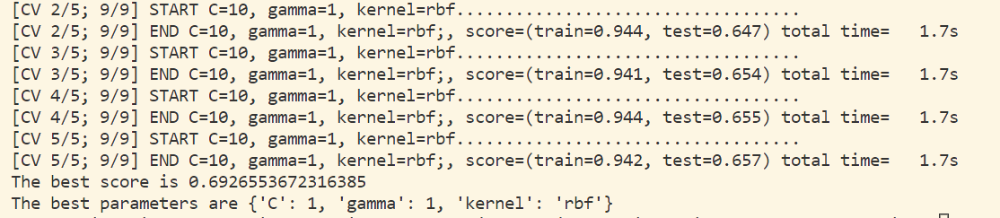 [CV 2/5; 9/9] START C=10, gamma=1, kernel=rbf...................................
[CV 2/5; 9/9] END C=10, gamma=1, kernel=rbf;, score=(train=0.944, test=0.647) total time=   1.7s
[CV 3/5; 9/9] START C=10, gamma=1, kernel=rbf...................................
[CV 3/5; 9/9] END C=10, gamma=1, kernel=rbf;, score=(train=0.941, test=0.654) total time=   1.7s
[CV 4/5; 9/9] START C=10, gamma=1, kernel=rbf...................................
[CV 4/5; 9/9] END C=10, gamma=1, kernel=rbf;, score=(train=0.944, test=0.655) total time=   1.7s
[CV 5/5; 9/9] START C=10, gamma=1, kernel=rbf...................................
[CV 5/5; 9/9] END C=10, gamma=1, kernel=rbf;, score=(train=0.942, test=0.657) total time=   1.7s
The best score is 0.6926553672316385
The best parameters are {'C': 1, 'gamma': 1, 'kernel': 'rbf'}